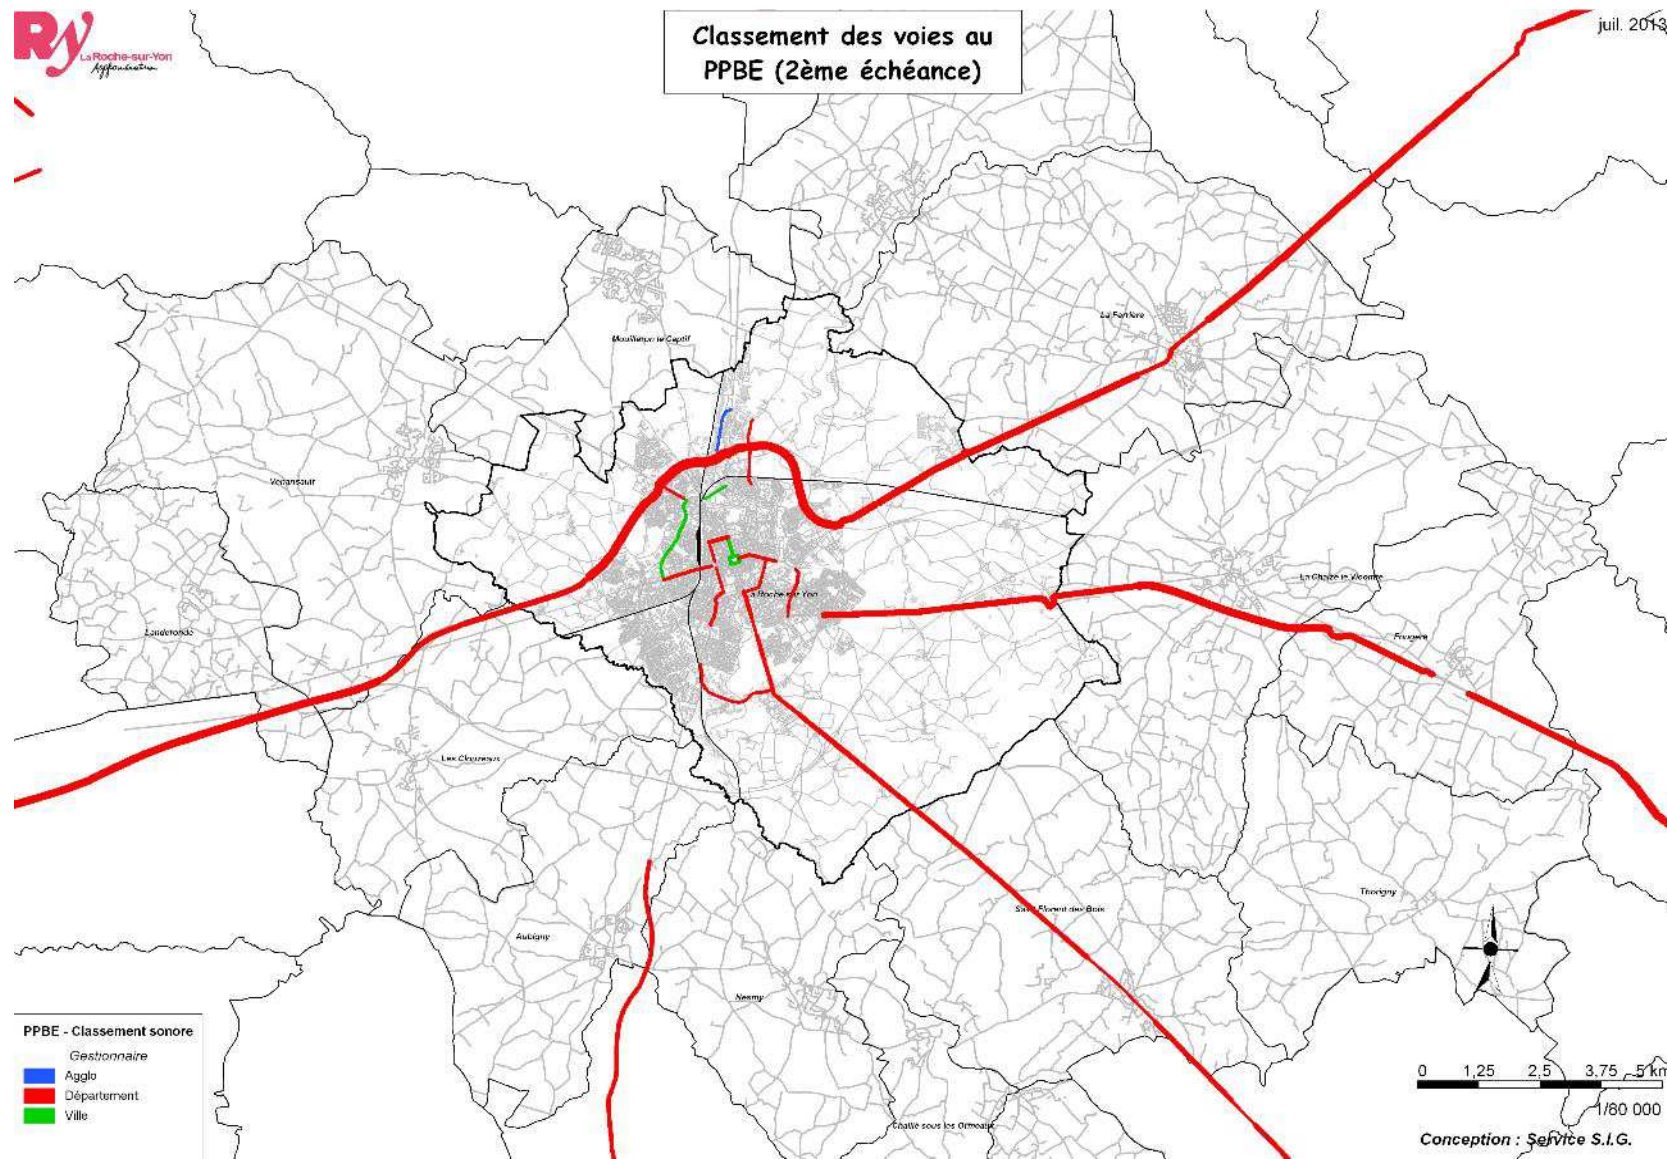 Ry
La Roche-sur-Yon
Agglomération
Classement des voies au
PPBE (2ème échéance)
juil. 2013
La Ferrière
Mouilleron le Captif
Venansault
La Chaize le Vicomte
La Roche sur Yon
Landeronde
Fougeré
Les Clouzeaux
Thorigny
Saint Florent des Bois
Aubigny
Nesmy
Chaillé sous les Ormeaux
PPBE - Classement sonore
Gestionnaire
Agglo
Département
Ville
0 1,25 2,5 3,75 5 km
1/80 000
Conception : Service S.I.G.